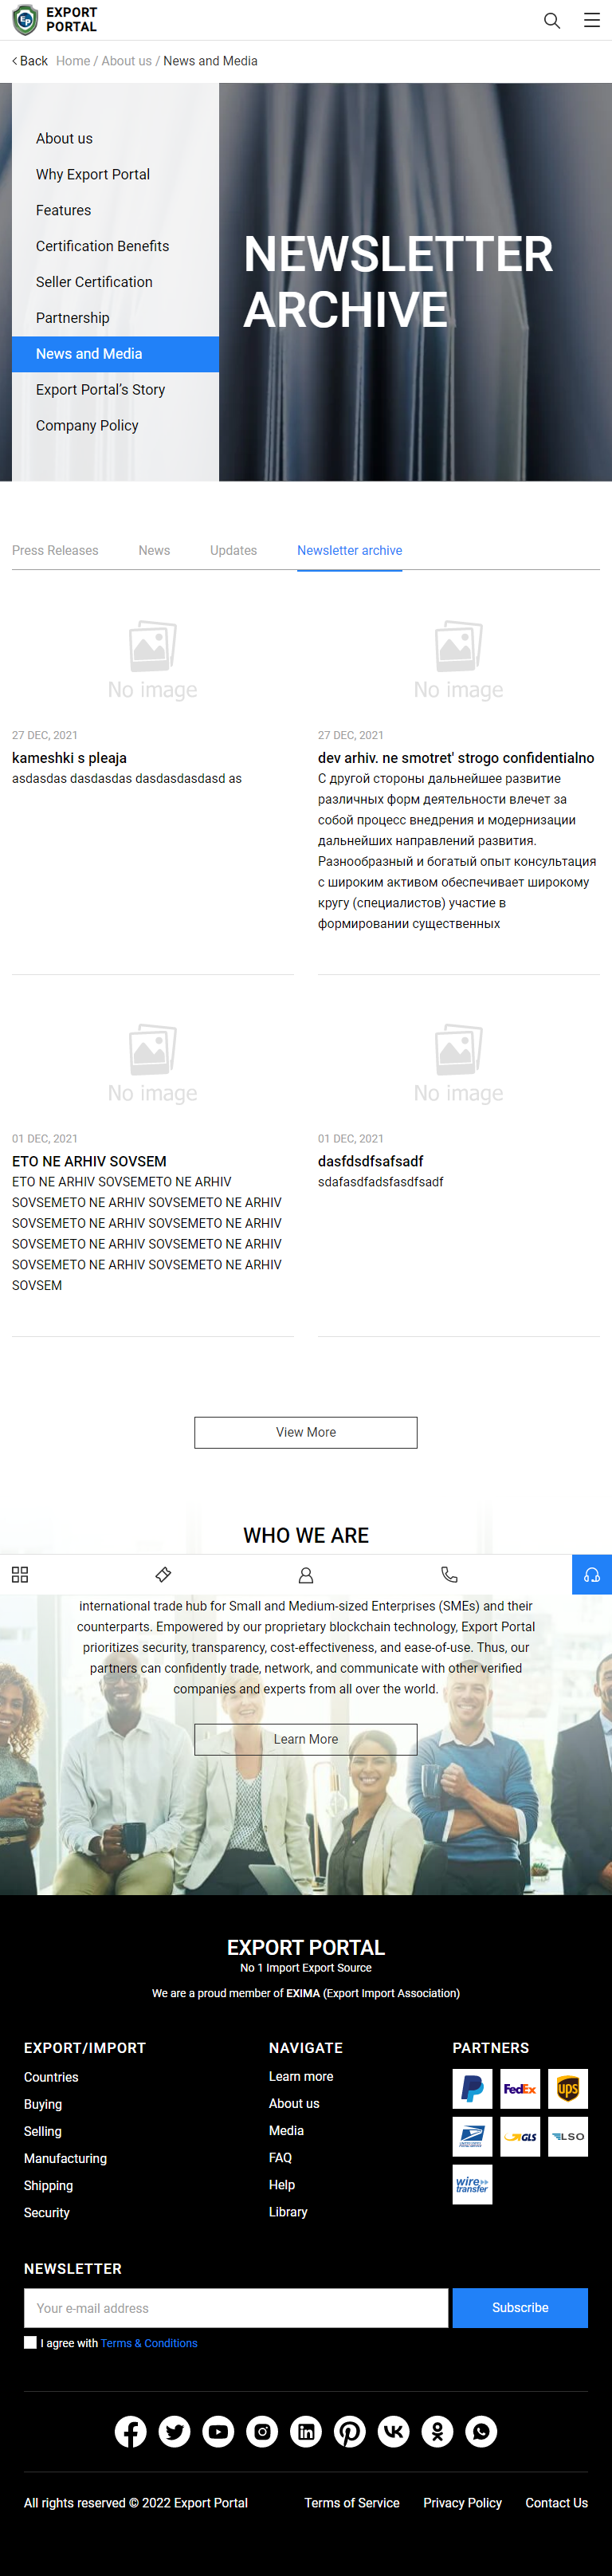 EXPORT
PORTAL
Back Home / About us / News and Media
About us
Why Export Portal
Features
Certification Benefits
Seller Certification
Partnership
News and Media
Export Portal’s Story
Company Policy
NEWSLETTER
ARCHIVE
Press Releases News Updates Newsletter archive
No image
27 DEC, 2021
kameshki s pleaja
asdasdas dasdasdas dasdasdasdasd as
No image
27 DEC, 2021
dev arhiv. ne smotret' strogo confidentialno
С другой стороны дальнейшее развитие
различных форм деятельности влечет за
собой процесс внедрения и модернизации
дальнейших направлений развития.
Разнообразный и богатый опыт консультация
с широким активом обеспечивает широкому
кругу (специалистов) участие в
формировании существенных
No image
01 DEC, 2021
ETO NE ARHIV SOVSEM
ETO NE ARHIV SOVSEMETO NE ARHIV
SOVSEMETO NE ARHIV SOVSEMETO NE ARHIV
SOVSEMETO NE ARHIV SOVSEMETO NE ARHIV
SOVSEMETO NE ARHIV SOVSEMETO NE ARHIV
SOVSEMETO NE ARHIV SOVSEMETO NE ARHIV
SOVSEM
No image
01 DEC, 2021
dasfdsdfsafsadf
sdafasdfadsfasdfsadf
View More
WHO WE ARE
international trade hub for Small and Medium-sized Enterprises (SMEs) and their
counterparts. Empowered by our proprietary blockchain technology, Export Portal
prioritizes security, transparency, cost-effectiveness, and ease-of-use. Thus, our
partners can confidently trade, network, and communicate with other verified
companies and experts from all over the world.
Learn More
EXPORT PORTAL
No 1 Import Export Source
We are a proud member of EXIMA (Export Import Association)
EXPORT/IMPORT
Countries
Buying
Selling
Manufacturing
Shipping
Security
NAVIGATE
Learn more
About us
Media
FAQ
Help
Library
PARTNERS
FedEx
ups
GLS
LSO
wire
transfer
NEWSLETTER
Your e-mail address
Subscribe
I agree with Terms & Conditions
All rights reserved © 2022 Export Portal Terms of Service Privacy Policy Contact Us